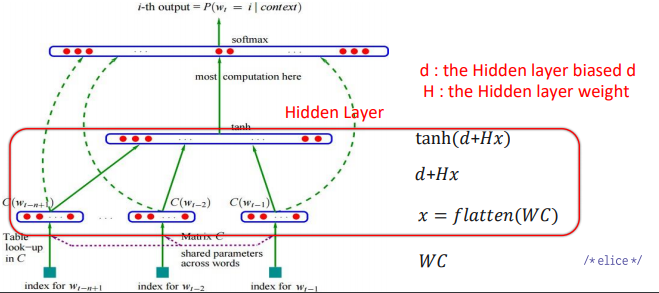 i-th output = P(w_t = i | context)
softmax
... ... ...
most computation here
d : the Hidden layer biased d
H : the Hidden layer weight
Hidden Layer
tanh
... ...
tanh(d+Hx)
d+Hx
C(w_{t-n+1}) C(w_{t-2}) C(w_{t-1})
... ... ... ...
x = flatten(WC)
Table look-up in C
Matrix C
shared parameters across words
WC
/*elice*/
index for w_{t-n+1} index for w_{t-2} index for w_{t-1}